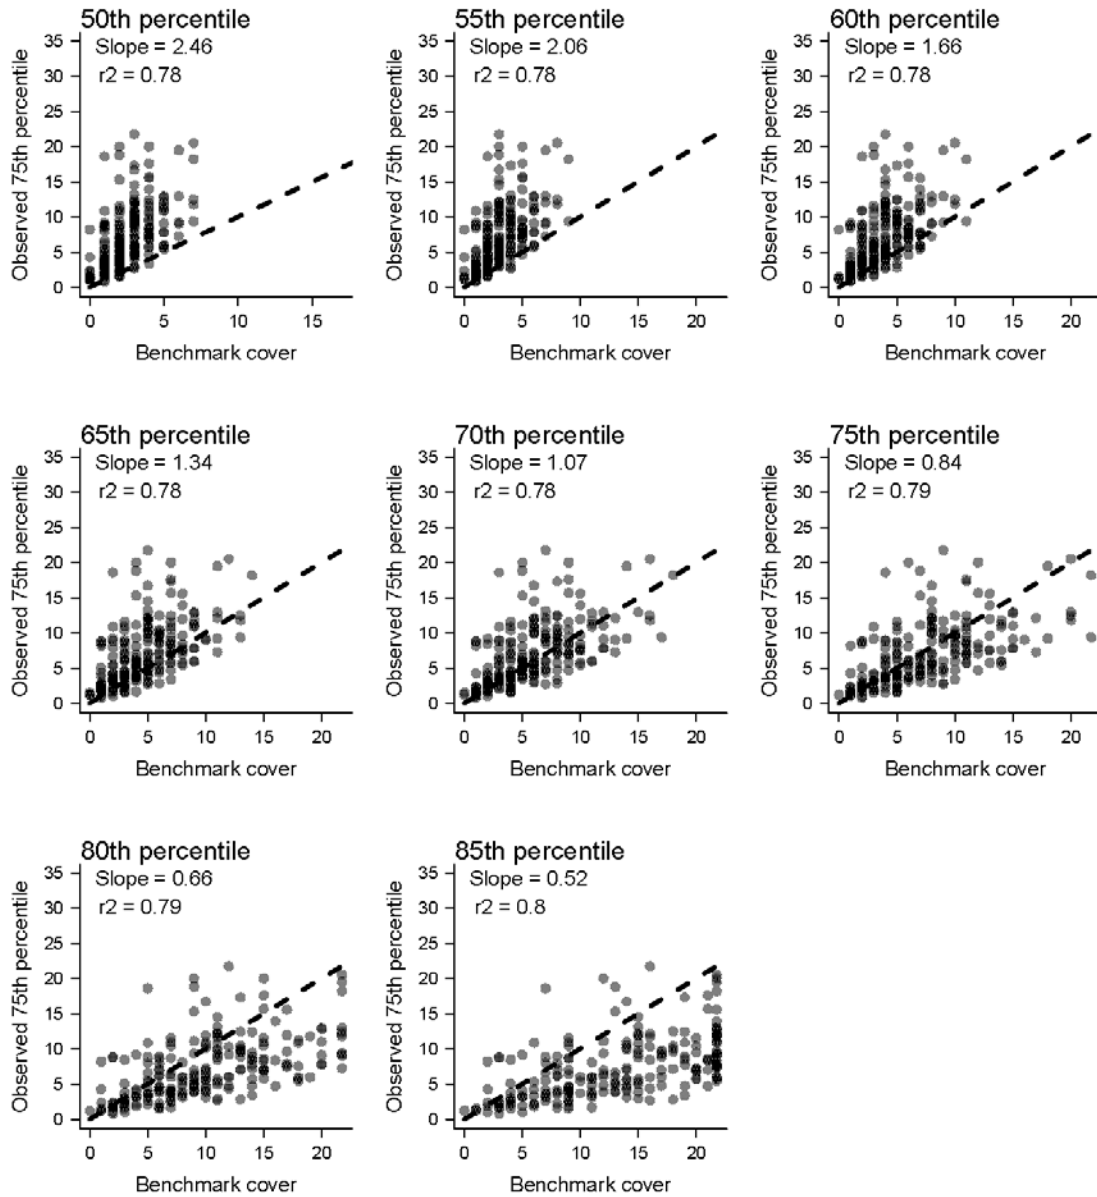 50th percentile
Slope = 2.46
r2 = 0.78
Observed 75th percentile
35
30
25
20
15
10
5
0
0 5 10 15
Benchmark cover
55th percentile
Slope = 2.06
r2 = 0.78
Observed 75th percentile
35
30
25
20
15
10
5
0
0 5 10 15 20
Benchmark cover
60th percentile
Slope = 1.66
r2 = 0.78
Observed 75th percentile
35
30
25
20
15
10
5
0
0 5 10 15 20
Benchmark cover
65th percentile
Slope = 1.34
r2 = 0.78
Observed 75th percentile
35
30
25
20
15
10
5
0
0 5 10 15 20
Benchmark cover
70th percentile
Slope = 1.07
r2 = 0.78
Observed 75th percentile
35
30
25
20
15
10
5
0
0 5 10 15 20
Benchmark cover
75th percentile
Slope = 0.84
r2 = 0.79
Observed 75th percentile
35
30
25
20
15
10
5
0
0 5 10 15 20
Benchmark cover
80th percentile
Slope = 0.66
r2 = 0.79
Observed 75th percentile
35
30
25
20
15
10
5
0
0 5 10 15 20
Benchmark cover
85th percentile
Slope = 0.52
r2 = 0.8
Observed 75th percentile
35
30
25
20
15
10
5
0
0 5 10 15 20
Benchmark cover